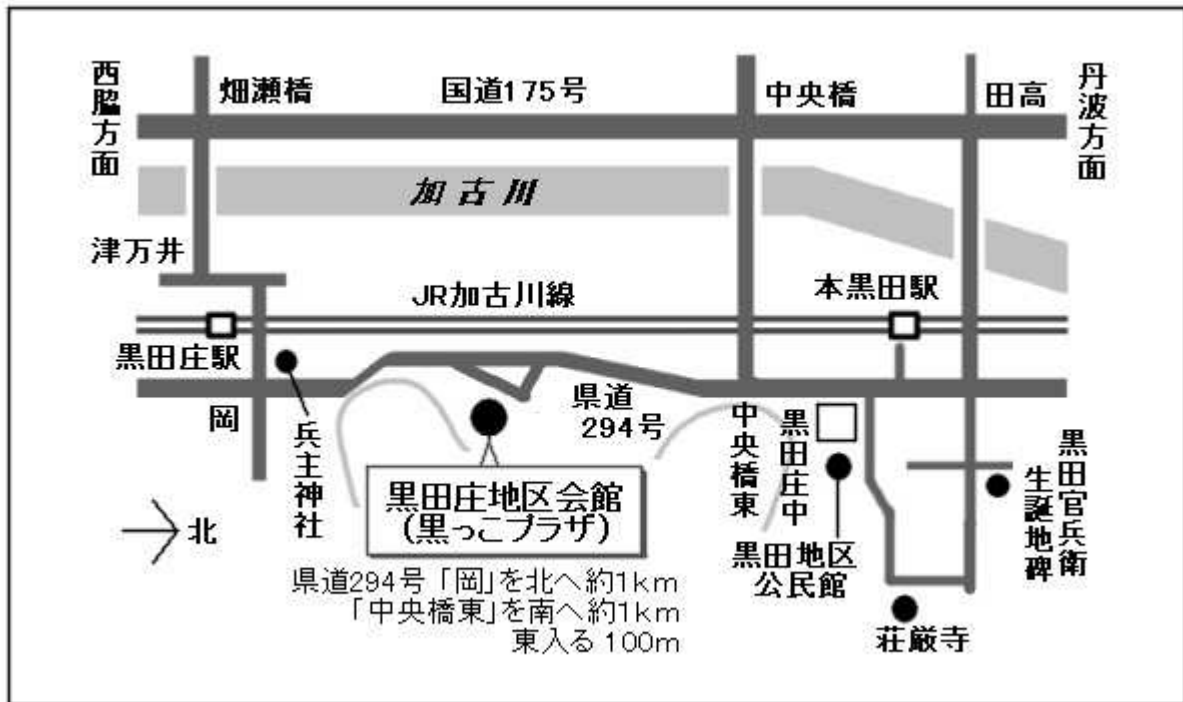 西脇方面
畑瀬橋
国道175号
中央橋
田高
丹波方面
加古川
津万井
JR加古川線
本黒田駅
黒田庄駅
岡
兵主神社
県道
294号
中央橋東
黒田庄中
黒田官兵衛
生誕地碑
黒田庄地区会館
(黒っこプラザ)
北
黒田地区
公民館
県道294号「岡」を北へ約1km
「中央橋東」を南へ約1km
東入る 100m
荘厳寺